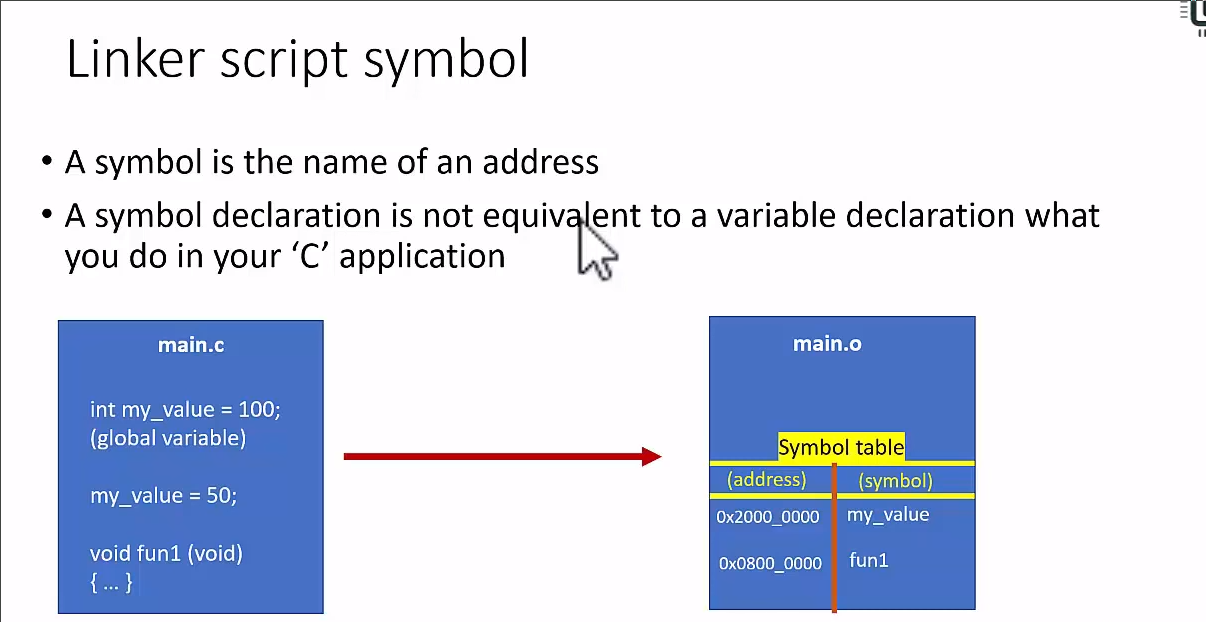 Linker script symbol
• A symbol is the name of an address
• A symbol declaration is not equivalent to a variable declaration what
you do in your ‘C’ application
main.c
int my_value = 100;
(global variable)
my_value = 50;
void fun1 (void)
{ ... }
main.o
Symbol table
(address) (symbol)
0x2000_0000 my_value
0x0800_0000 fun1